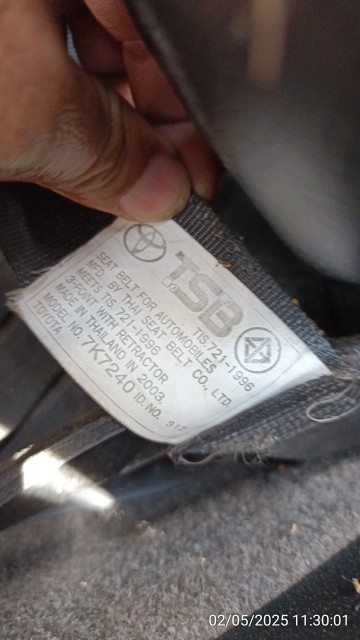 TSB
TIS.721-1996
SEAT BELT FOR AUTOMOBILES
MFD. BY THAI SEAT BELT CO., LTD.
MEETS TIS 721-1996
3-POINT WITH RETRACTOR
MADE IN THAILAND IN 2003
MODEL NO. 7K7240 ID.NO.
TOYOTA
02/05/2025 11:30:01